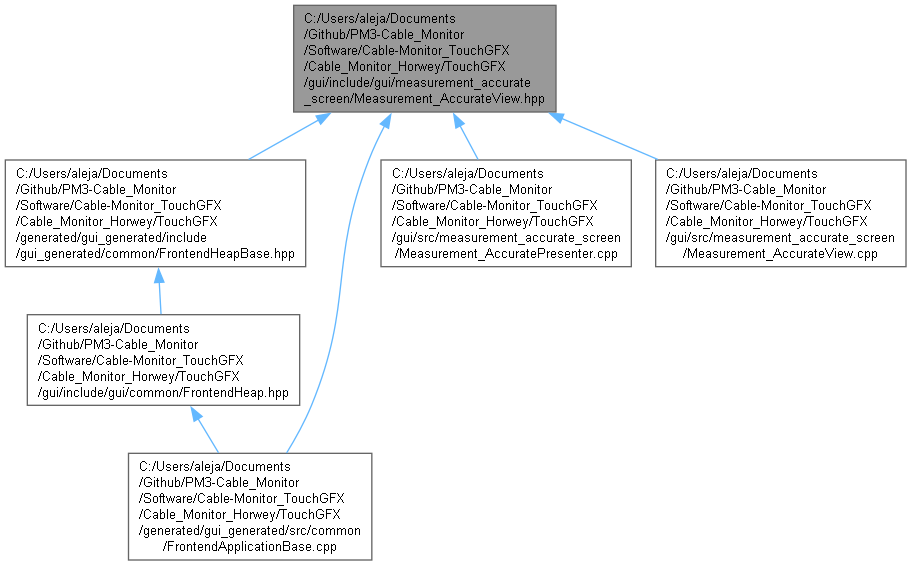 C:/Users/aleja/Documents
/Github/PM3-Cable_Monitor
/Software/Cable-Monitor_TouchGFX
/Cable_Monitor_Horwey/TouchGFX
/gui/include/gui/measurement_accurate
_screen/Measurement_AccurateView.hpp
C:/Users/aleja/Documents
/Github/PM3-Cable_Monitor
/Software/Cable-Monitor_TouchGFX
/Cable_Monitor_Horwey/TouchGFX
/generated/gui_generated/include
/gui_generated/common/FrontendHeapBase.hpp
C:/Users/aleja/Documents
/Github/PM3-Cable_Monitor
/Software/Cable-Monitor_TouchGFX
/Cable_Monitor_Horwey/TouchGFX
/gui/src/measurement_accurate_screen
/Measurement_AccuratePresenter.cpp
C:/Users/aleja/Documents
/Github/PM3-Cable_Monitor
/Software/Cable-Monitor_TouchGFX
/Cable_Monitor_Horwey/TouchGFX
/gui/src/measurement_accurate_screen
/Measurement_AccurateView.cpp
C:/Users/aleja/Documents
/Github/PM3-Cable_Monitor
/Software/Cable-Monitor_TouchGFX
/Cable_Monitor_Horwey/TouchGFX
/gui/include/gui/common/FrontendHeap.hpp
C:/Users/aleja/Documents
/Github/PM3-Cable_Monitor
/Software/Cable-Monitor_TouchGFX
/Cable_Monitor_Horwey/TouchGFX
/generated/gui_generated/src/common
/FrontendApplicationBase.cpp